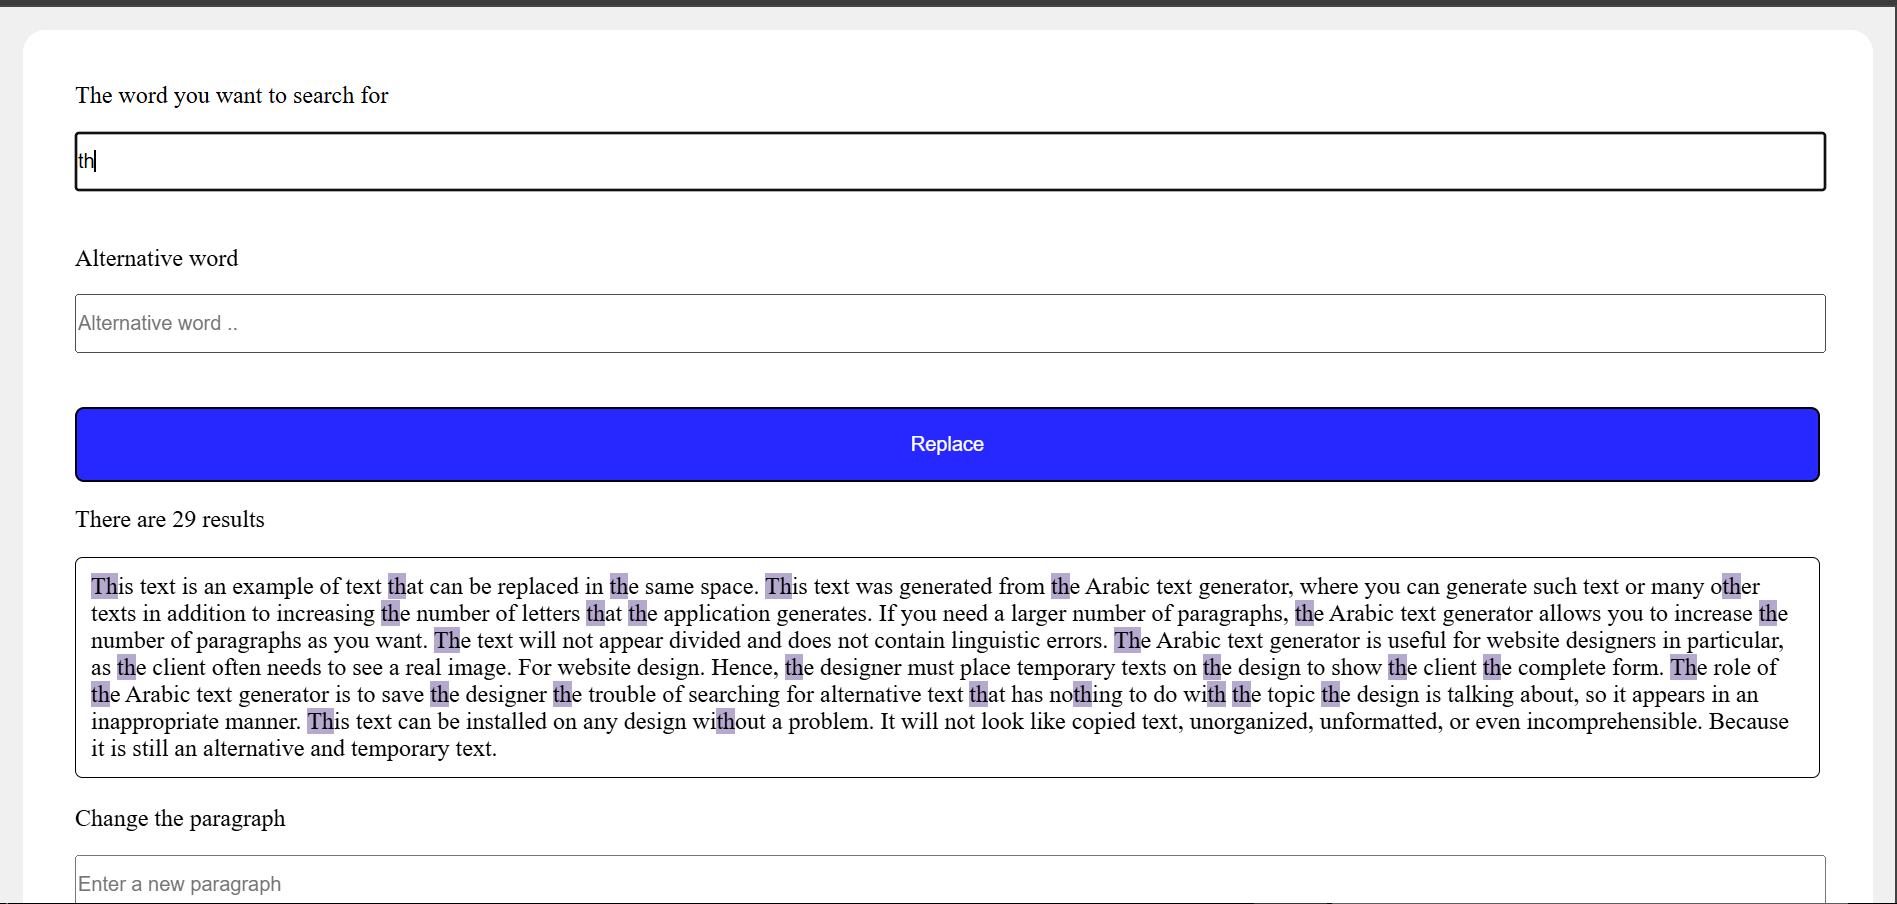 The word you want to search for
th
Alternative word
Alternative word ..
Replace
There are 29 results
This text is an example of text that can be replaced in the same space. This text was generated from the Arabic text generator, where you can generate such text or many other
texts in addition to increasing the number of letters that the application generates. If you need a larger number of paragraphs, the Arabic text generator allows you to increase the
number of paragraphs as you want. The text will not appear divided and does not contain linguistic errors. The Arabic text generator is useful for website designers in particular,
as the client often needs to see a real image. For website design. Hence, the designer must place temporary texts on the design to show the client the complete form. The role of
the Arabic text generator is to save the designer the trouble of searching for alternative text that has nothing to do with the topic the design is talking about, so it appears in an
inappropriate manner. This text can be installed on any design without a problem. It will not look like copied text, unorganized, unformatted, or even incomprehensible. Because
it is still an alternative and temporary text.
Change the paragraph
Enter a new paragraph